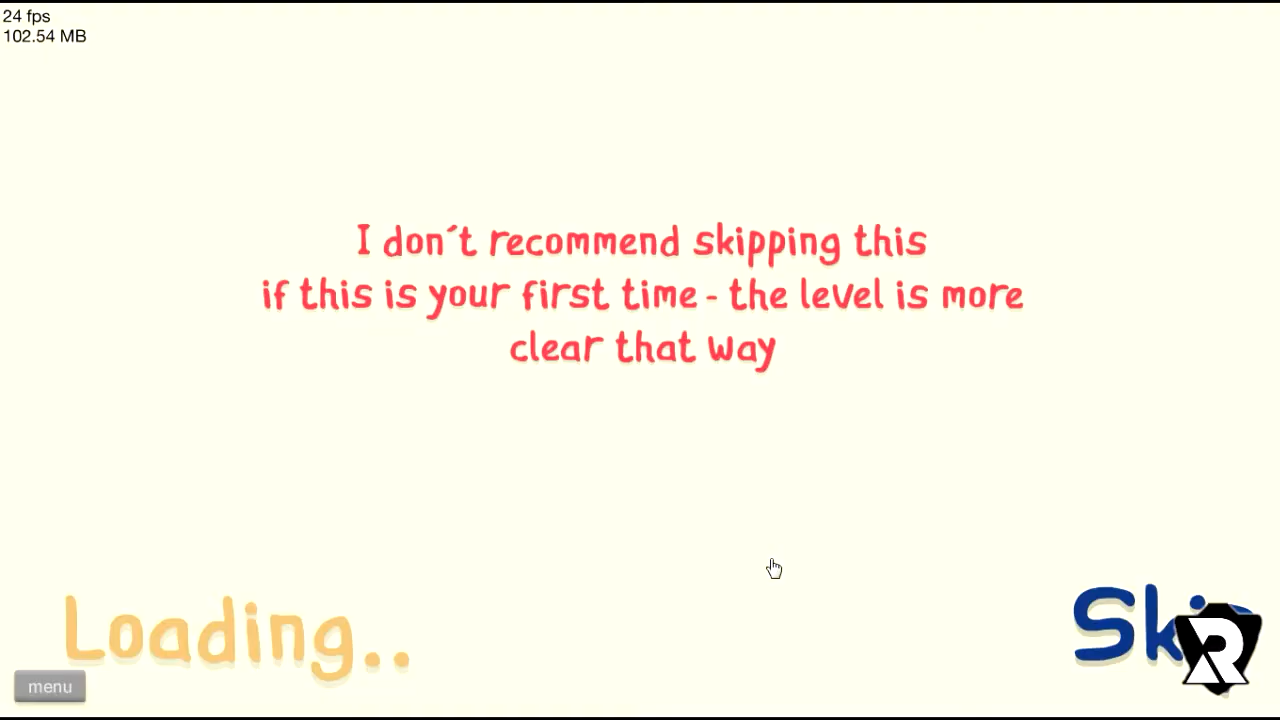 24 fps
102.54 MB
I don´t recommend skipping this
if this is your first time - the level is more
clear that way
Loading..
menu